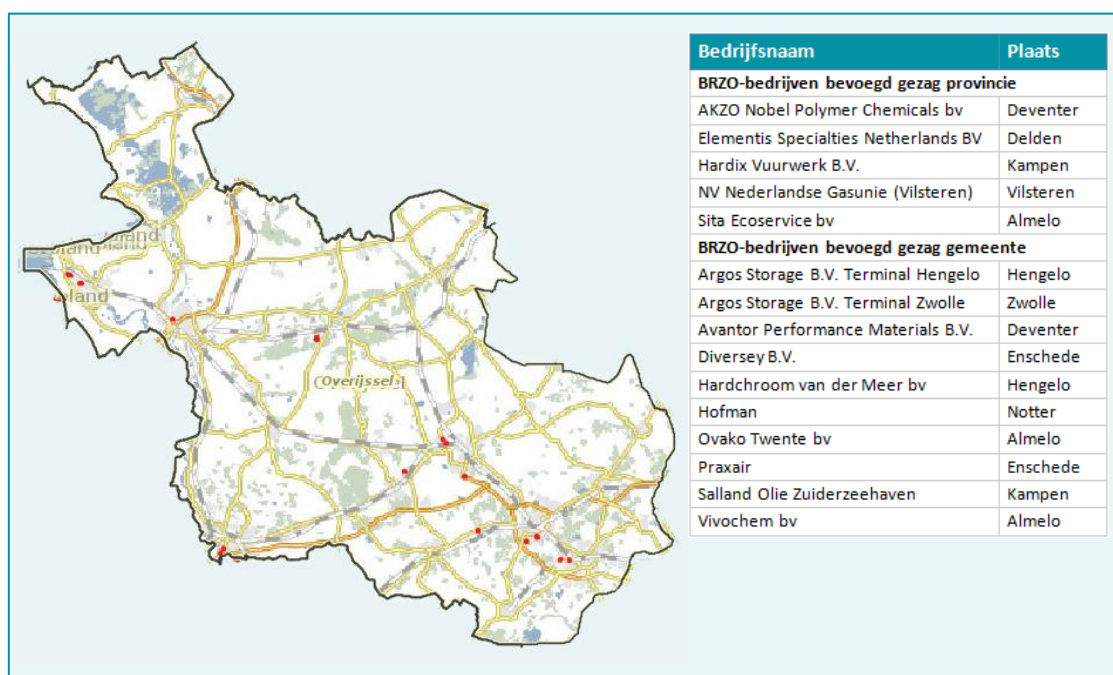 Bedrijfsnaam Plaats
BRZO-bedrijven bevoegd gezag provincie
AKZO Nobel Polymer Chemicals bv Deventer
Elementis Specialties Netherlands BV Delden
Hardix Vuurwerk B.V. Kampen
NV Nederlandse Gasunie (Vilsteren) Vilsteren
Sita Ecoservice bv Almelo
BRZO-bedrijven bevoegd gezag gemeente
Argos Storage B.V. Terminal Hengelo Hengelo
Argos Storage B.V. Terminal Zwolle Zwolle
Avantor Performance Materials B.V. Deventer
Diversey B.V. Enschede
Hardchroom van der Meer bv Hengelo
Hofman Notter
Ovako Twente bv Almelo
Praxair Enschede
Salland Olie Zuiderzeehaven Kampen
Vivochem bv Almelo
Overijssel